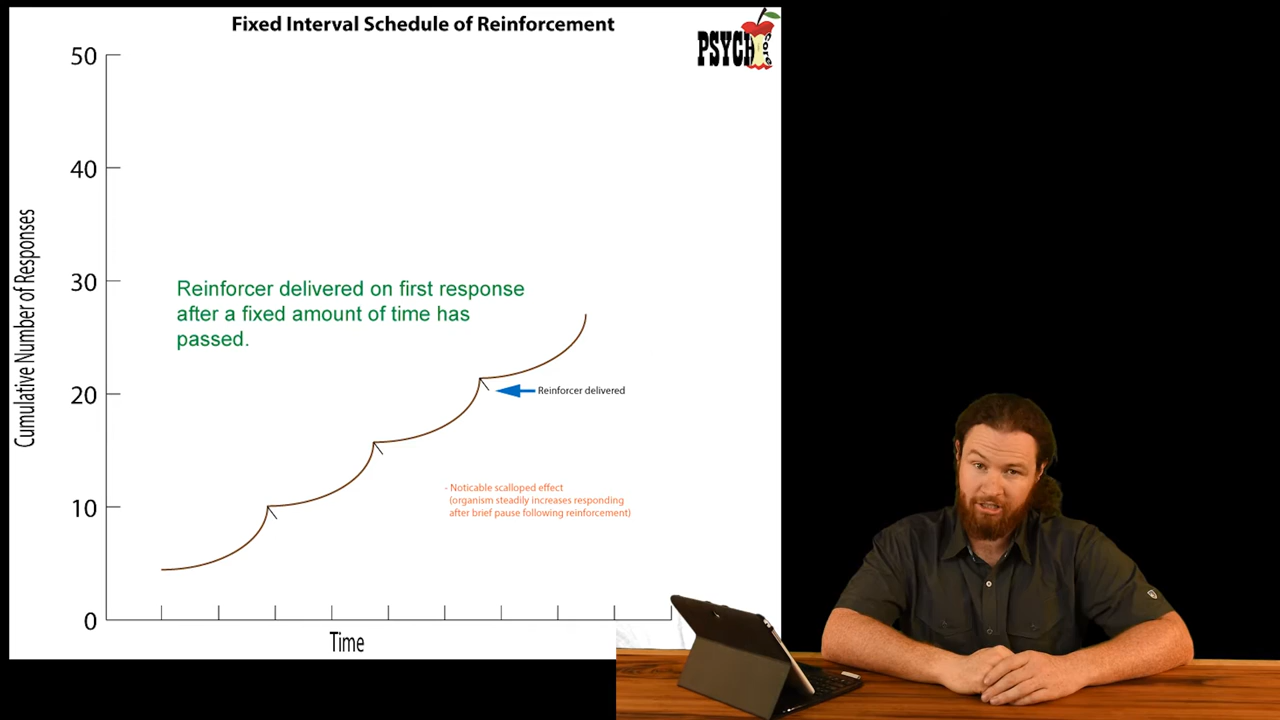 Fixed Interval Schedule of Reinforcement
PSYCH
Core
50
40
30
20
10
0
Cumulative Number of Responses
Reinforcer delivered on first response
after a fixed amount of time has
passed.
Reinforcer delivered
- Noticable scalloped effect
(organism steadily increases responding
after brief pause following reinforcement)
Time